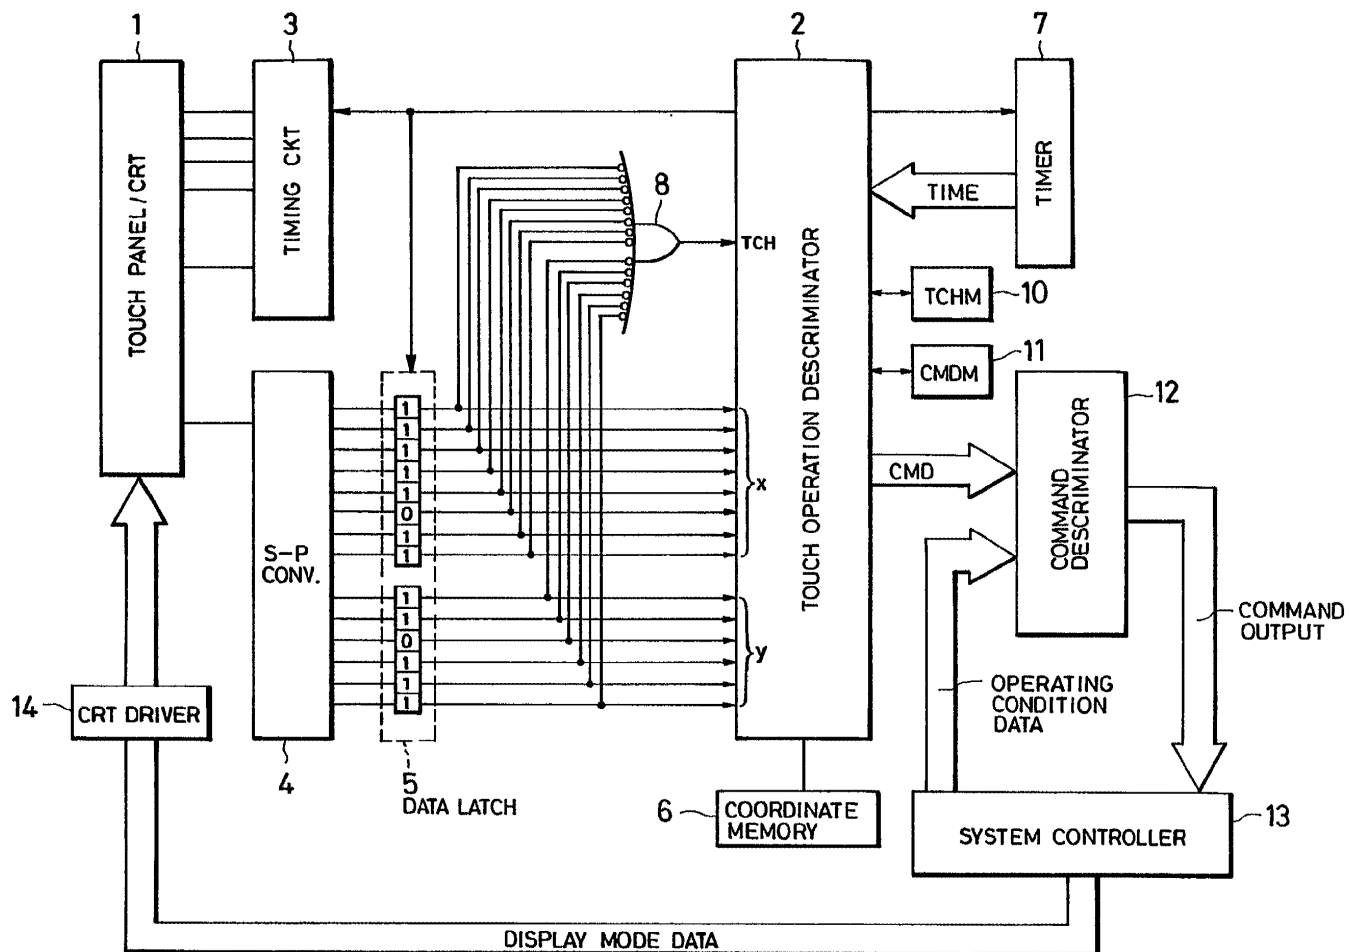 1
3
2
7
TOUCH PANEL/CRT
TIMING CKT
8
TCH
TOUCH OPERATION DESCRIMINATOR
TIME
TIMER
TCHM
10
11
CMDM
12
CMD
COMMAND
DESCRIMINATOR
S-P
CONV.
1
1
1
1
1
0
1
1
x
1
1
0
1
1
1
y
COMMAND
OUTPUT
OPERATING
CONDITION
DATA
14
CRT DRIVER
4
5
DATA LATCH
6
COORDINATE
MEMORY
SYSTEM CONTROLLER
13
DISPLAY MODE DATA